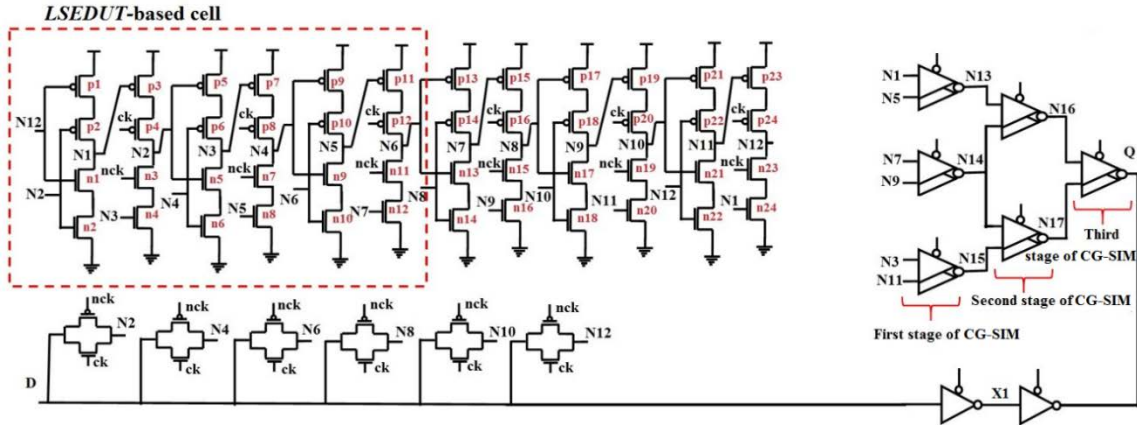 LSEDUT-based cell
p1 p3 p5 p7 p9 p11 p13 p15 p17 p19 p21 p23
N12 p2 ck p4 p6 ck p8 p10 ck p12 p14 ck p16 p18 ck p20 p22 ck p24
N1 N2 N3 N4 N5 N6 N7 N8 N9 N10 N11 N12
n1 nck n3 n5 nck n7 n9 nck n11 n13 nck n15 n17 nck n19 n21 nck n23
N2 N4 N6 N8 N10 N12
n2 N3 n4 n6 N5 n8 n10 N7 n12 n14 N9 n16 n18 N11 n20 n22 N1 n24
nck nck nck nck nck nck
N2 N4 N6 N8 N10 N12
ck ck ck ck ck ck
D
N1 N13
N5
N16
N7 N14
N9
Q
N17
N3 N15
N11
Third
stage of CG-SIM
Second stage of CG-SIM
First stage of CG-SIM
X1